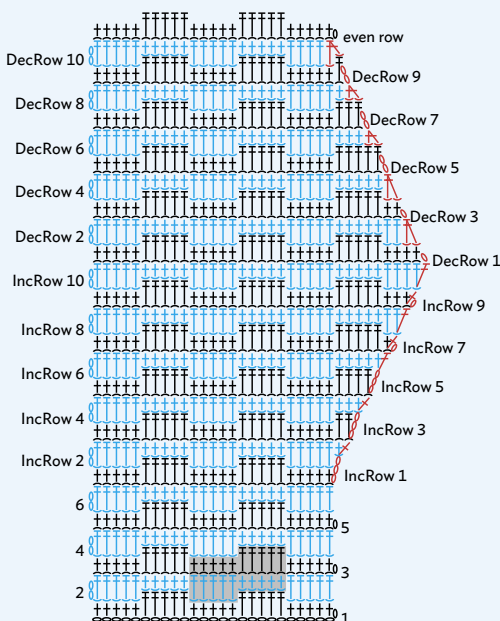 even row
DecRow 10
DecRow 9
DecRow 8
DecRow 7
DecRow 6
DecRow 5
DecRow 4
DecRow 3
DecRow 2
DecRow 1
IncRow 10
IncRow 9
IncRow 8
IncRow 7
IncRow 6
IncRow 5
IncRow 4
IncRow 3
IncRow 2
IncRow 1
6
5
4
3
2
1